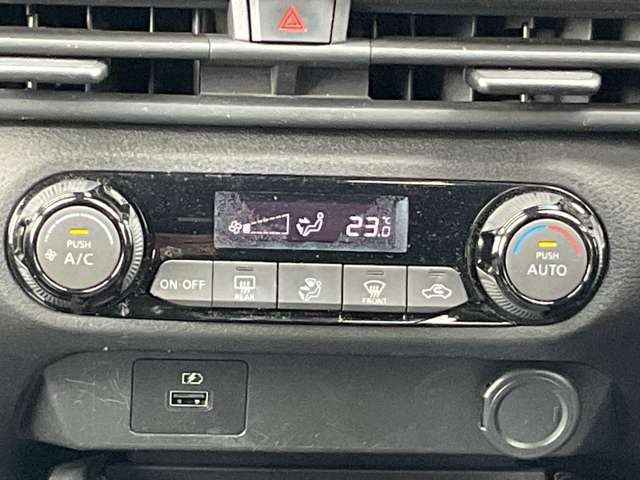 23.0 ℃
PUSH
A/C
PUSH
AUTO
ON·OFF
REAR
FRONT